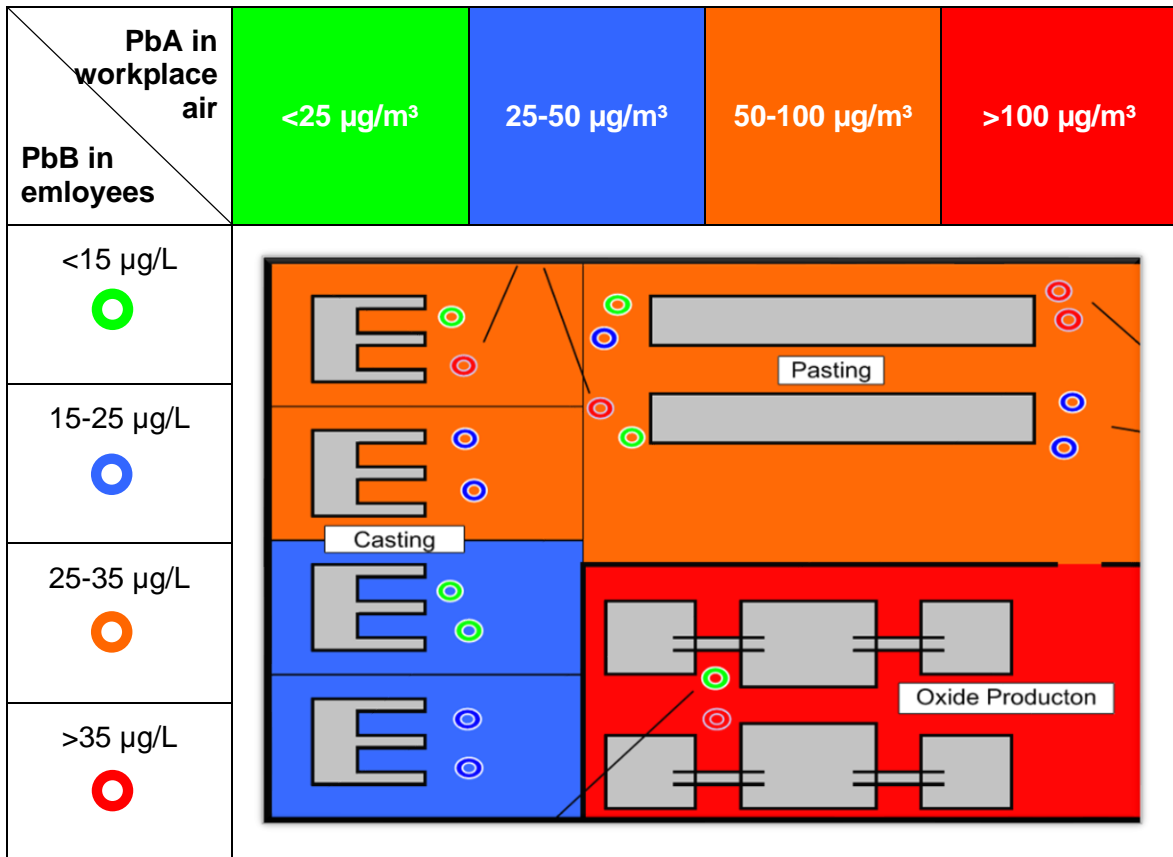 PbA in
workplace
air
PbB in
emloyees
<25 µg/m³
25-50 µg/m³
50-100 µg/m³
>100 µg/m³
<15 µg/L
15-25 µg/L
25-35 µg/L
>35 µg/L
Pasting
Casting
Oxide Producton